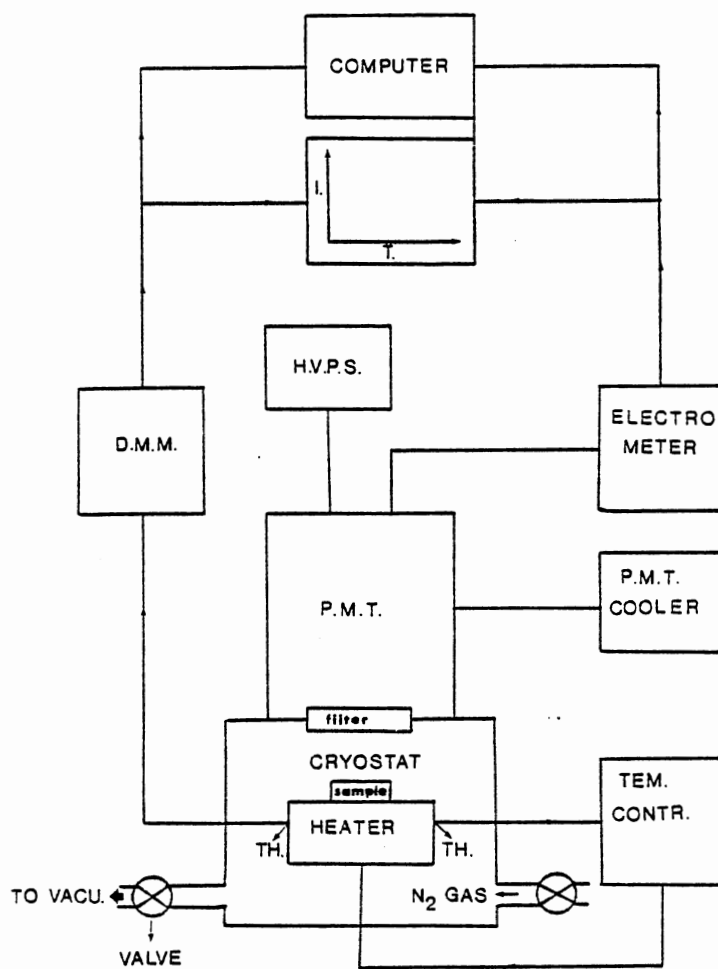 COMPUTER
I.
T.
H.V.P.S.
D.M.M.
ELECTRO
METER
P.M.T.
P.M.T.
COOLER
filter
CRYOSTAT
sample
HEATER
TEM.
CONTR.
TH.
TH.
TO VACU.
N₂ GAS
VALVE